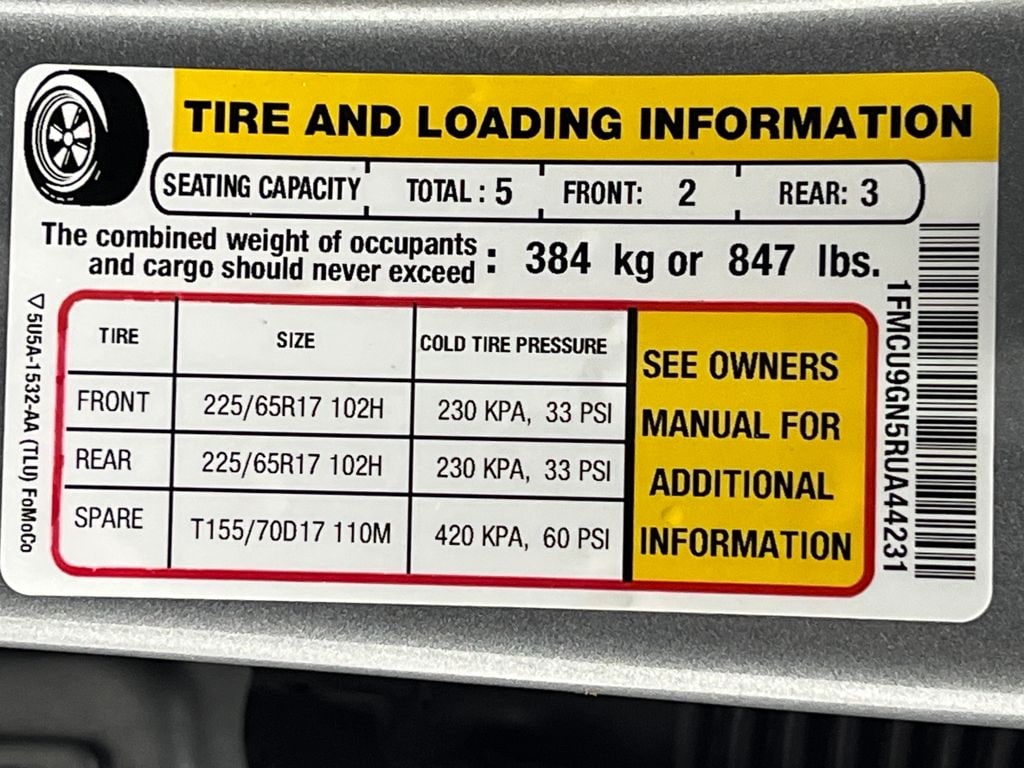 TIRE AND LOADING INFORMATION
SEATING CAPACITY TOTAL : 5 FRONT: 2 REAR: 3
The combined weight of occupants
and cargo should never exceed : 384 kg or 847 lbs.
TIRE SIZE COLD TIRE PRESSURE
FRONT 225/65R17 102H 230 KPA, 33 PSI
REAR 225/65R17 102H 230 KPA, 33 PSI
SPARE T155/70D17 110M 420 KPA, 60 PSI
SEE OWNERS
MANUAL FOR
ADDITIONAL
INFORMATION
1FMCU9GN5RUA44231
▽5U5A-1532-AA (TLU) FoMoCo